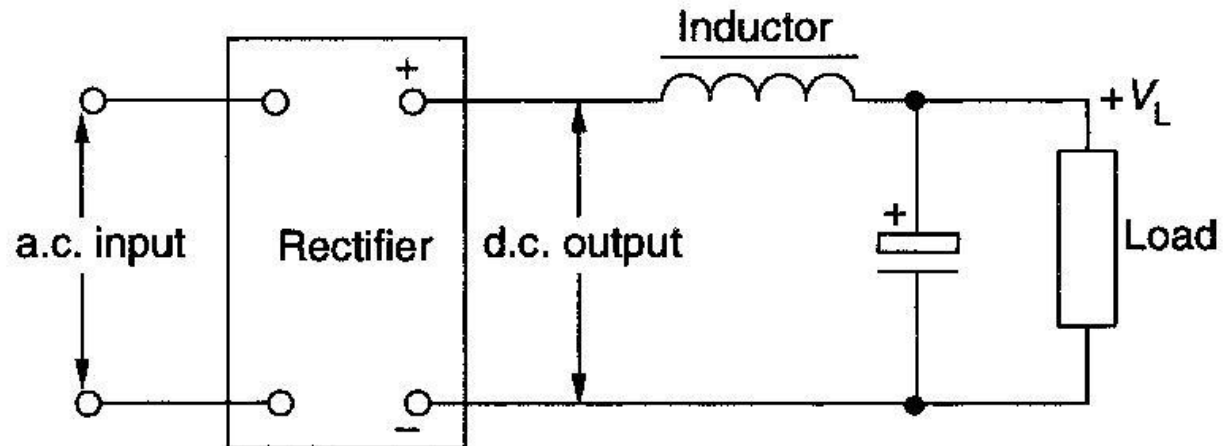 Inductor
+
+V_L
a.c. input
Rectifier
d.c. output
+
Load
−